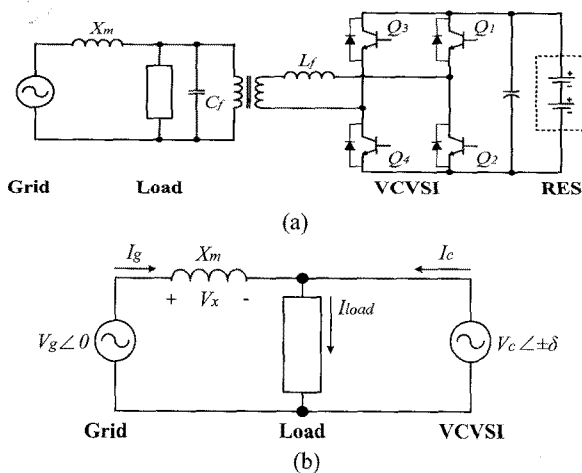 Xm
Q3
Q1
Lf
Cf
Q4
Q2
Grid
Load
VCVSI
RES
(a)
Ig
Xm
Ic
+ Vx -
Iload
Vg∠0
Vc∠±δ
Grid
Load
VCVSI
(b)